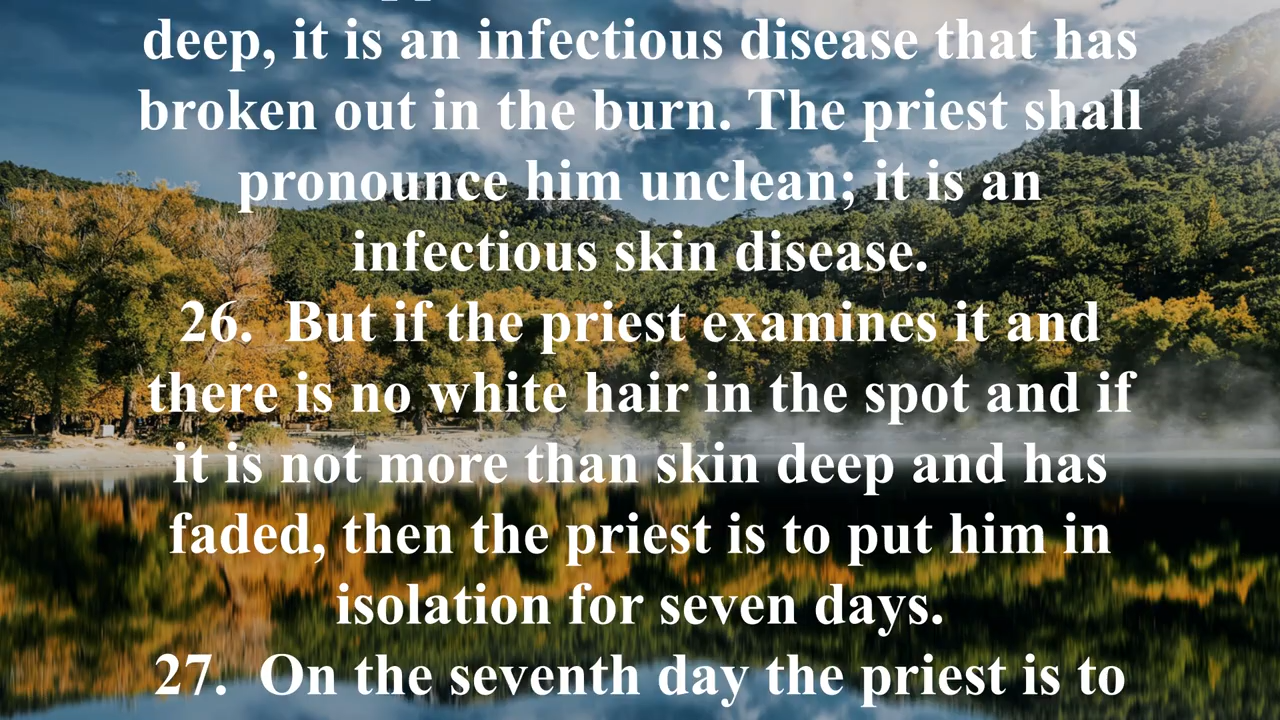 deep, it is an infectious disease that has
broken out in the burn. The priest shall
pronounce him unclean; it is an
infectious skin disease.
26. But if the priest examines it and
there is no white hair in the spot and if
it is not more than skin deep and has
faded, then the priest is to put him in
isolation for seven days.
27. On the seventh day the priest is to